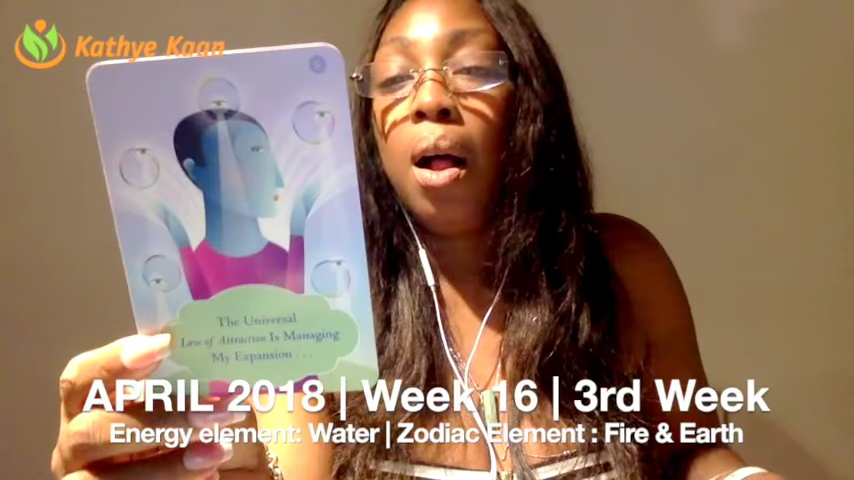 Kathye Kaan
The Universal
Law of Attraction Is Managing
My Expansion . . .
APRIL 2018 | Week 16 | 3rd Week
Energy element: Water | Zodiac Element : Fire & Earth